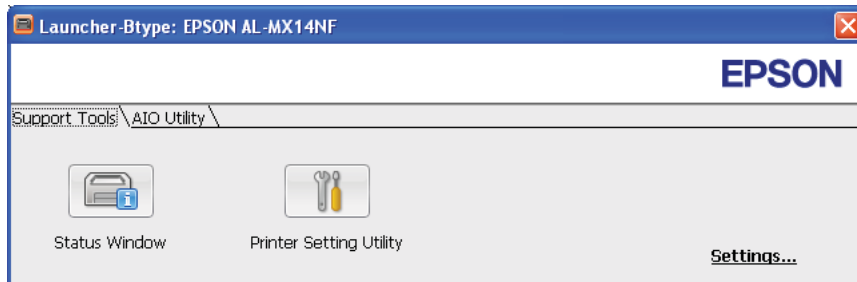 Launcher-Btype: EPSON AL-MX14NF
EPSON
Support Tools AIO Utility
Status Window Printer Setting Utility
Settings...